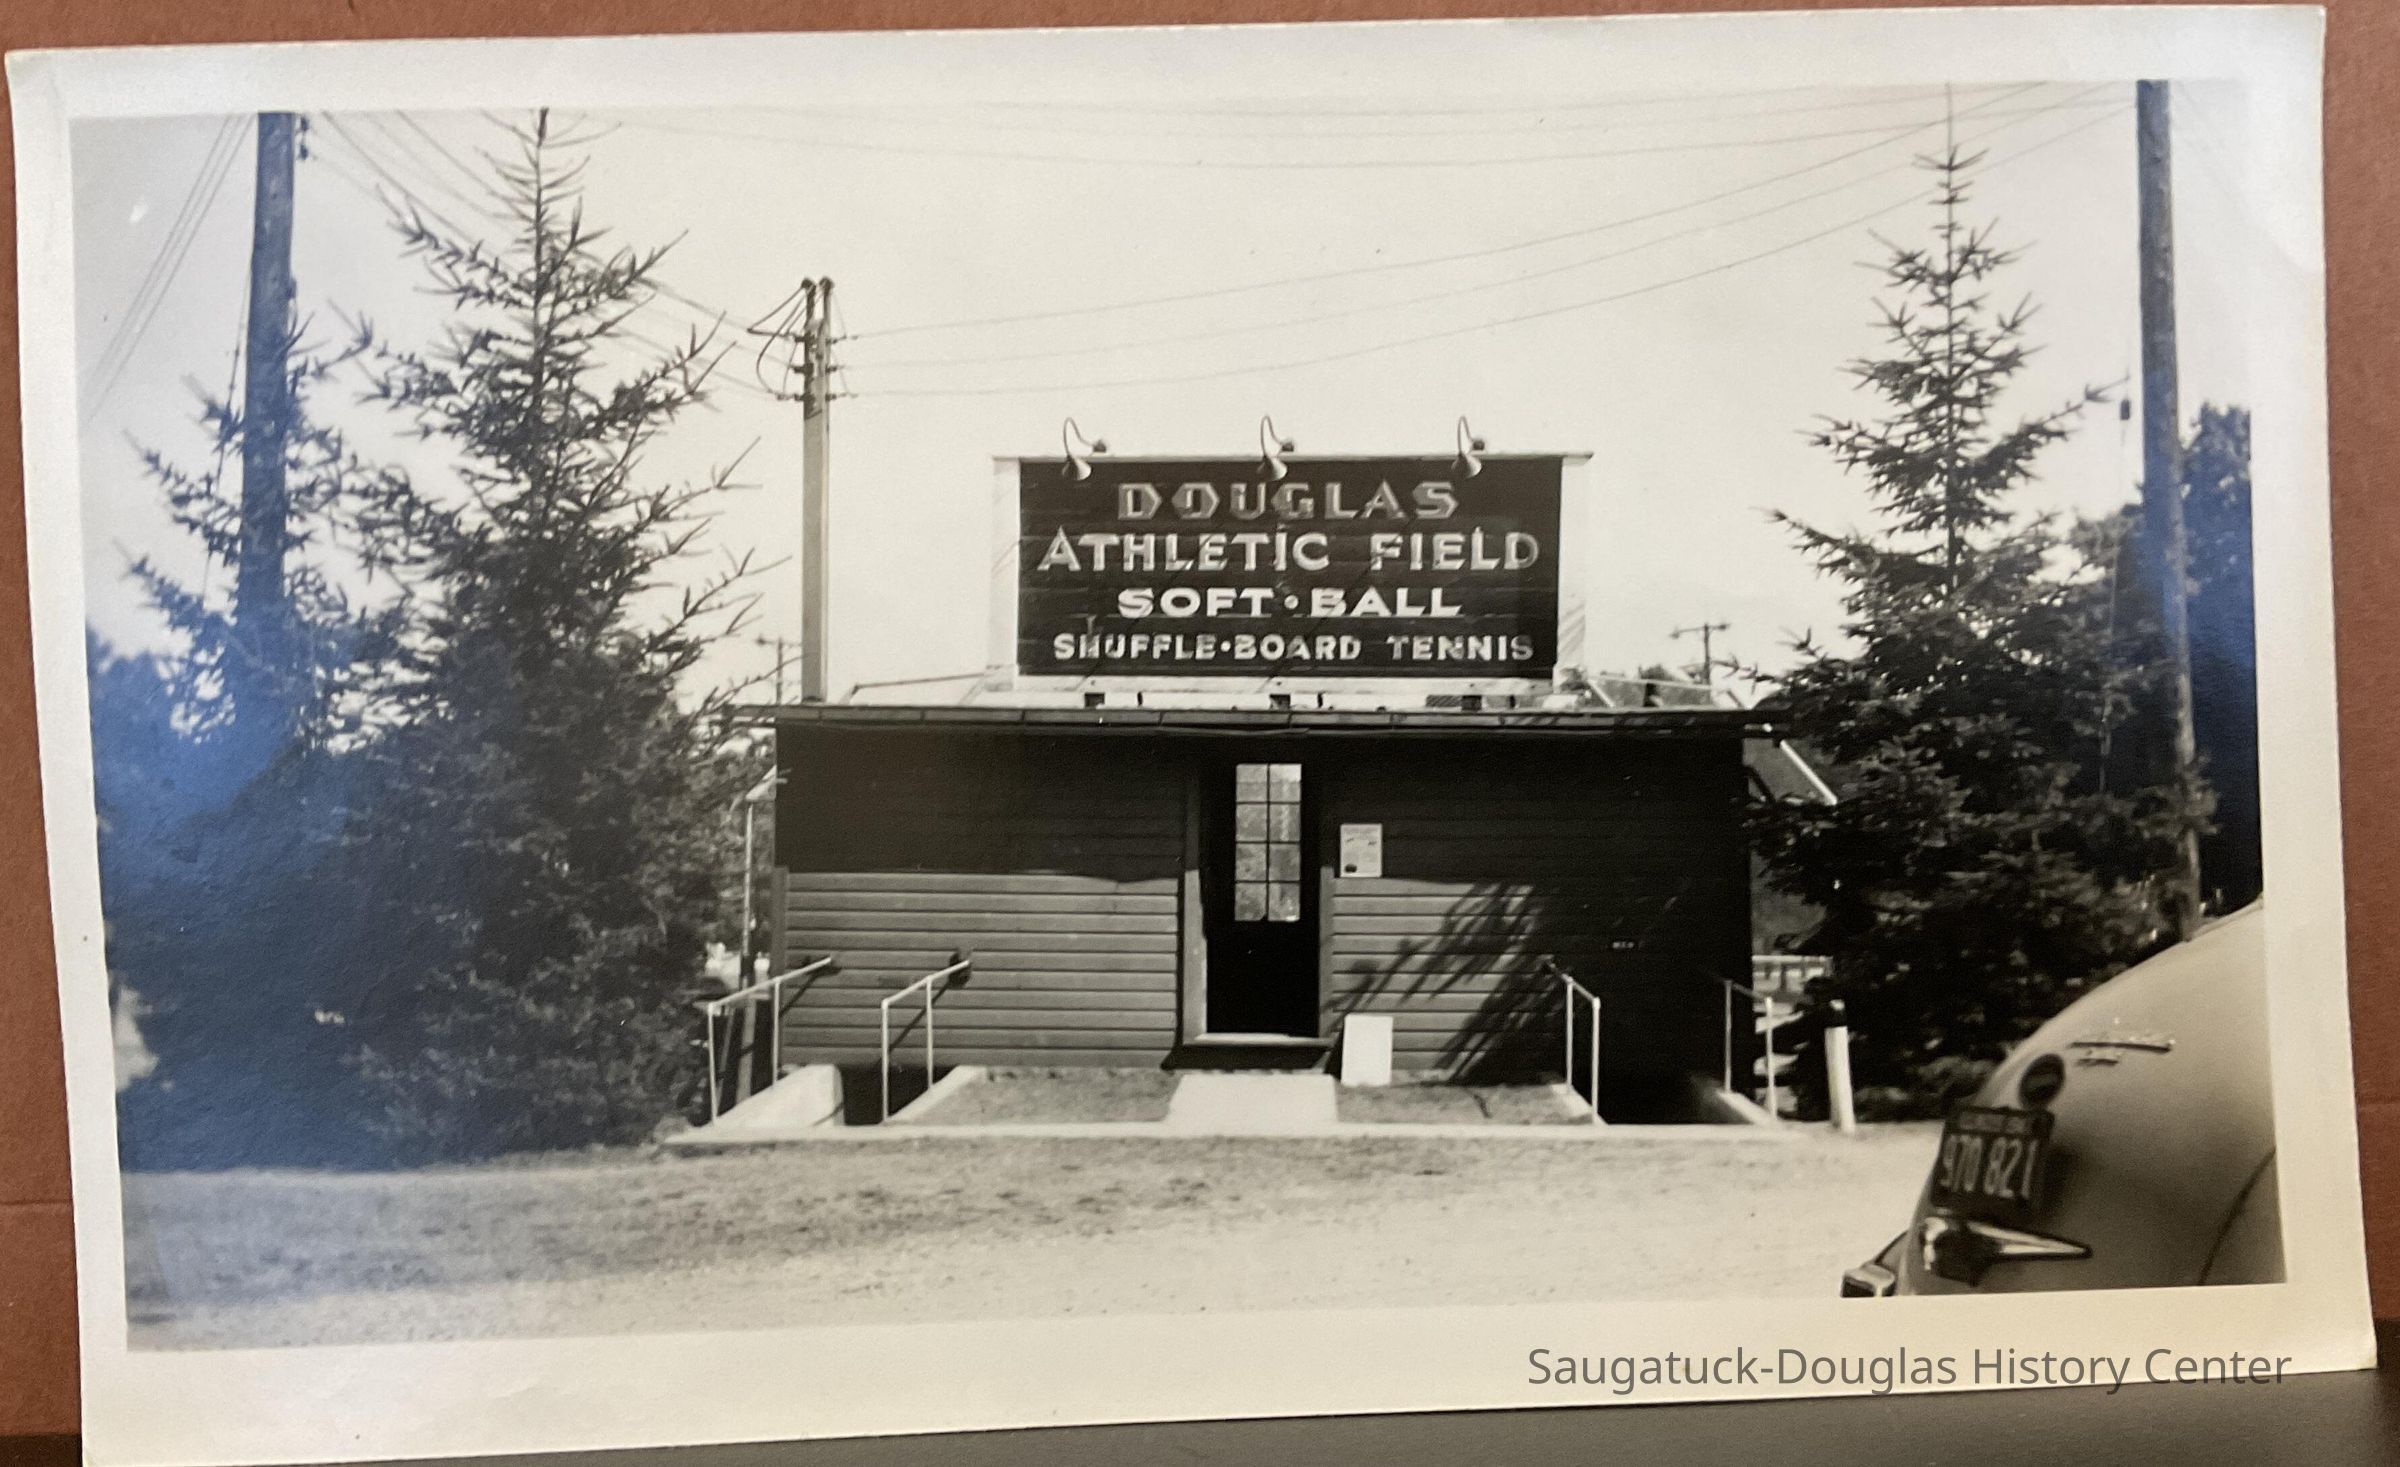 DOUGLAS
ATHLETIC FIELD
SOFT•BALL
SHUFFLE•BOARD TENNIS
970 821
Saugatuck-Douglas History Center